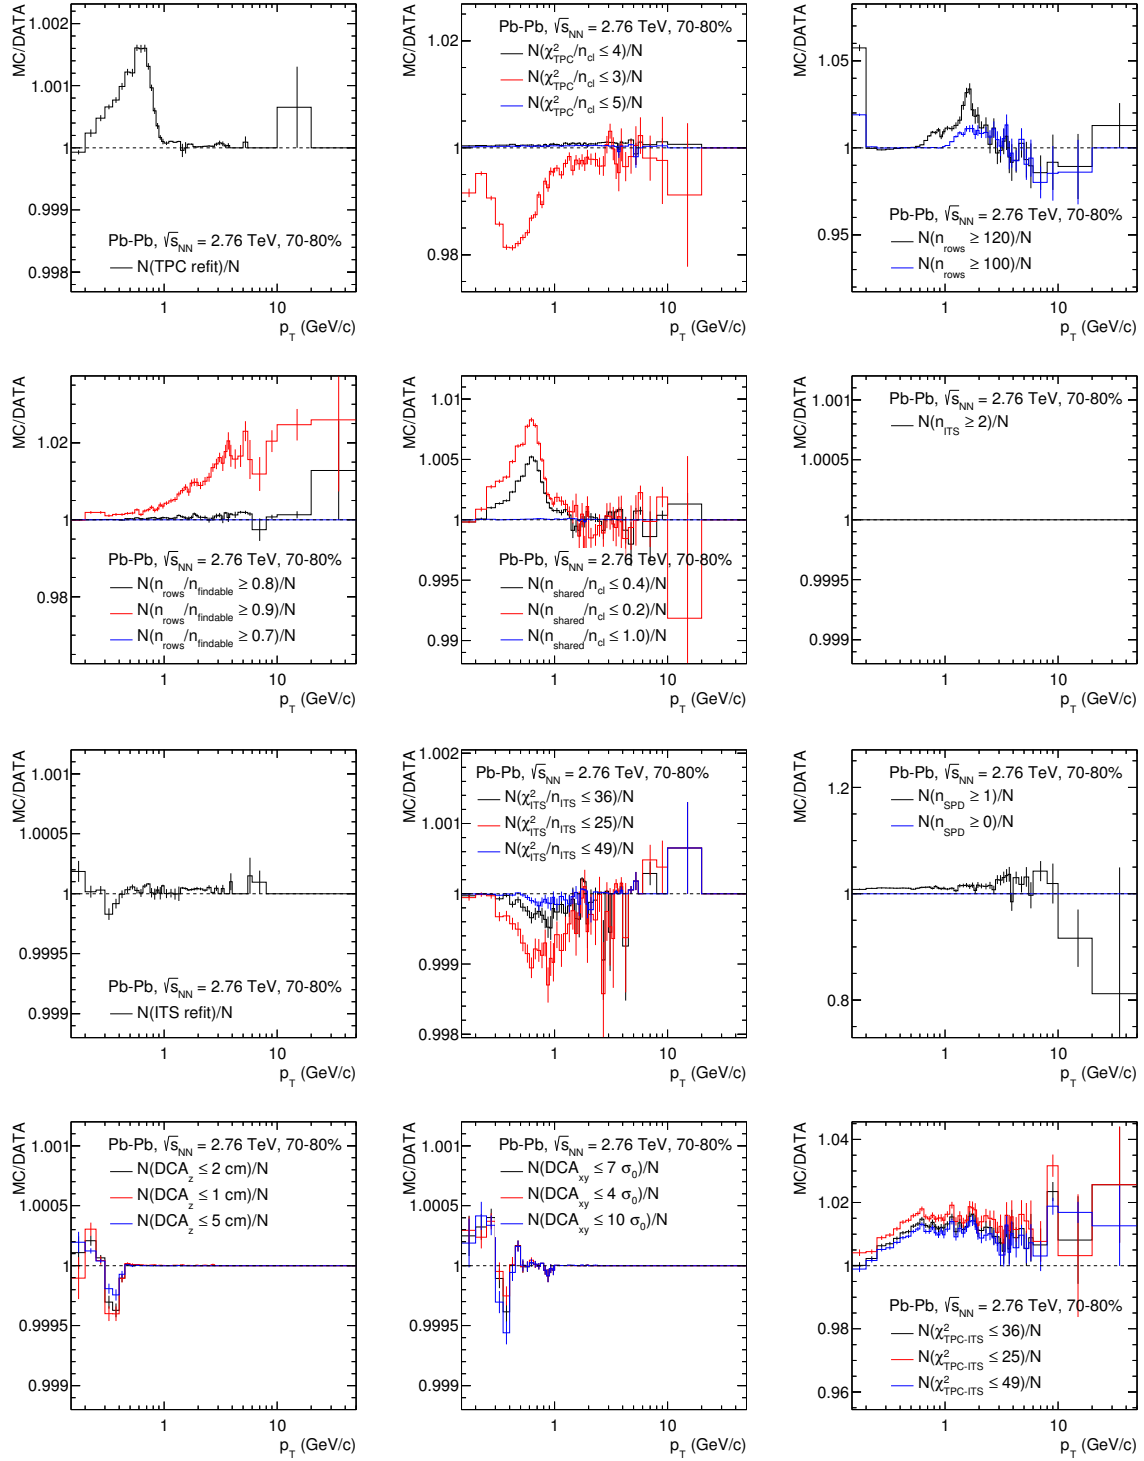 MC/DATA
1.002
1.001
1
0.999
0.998
Pb-Pb, √s_NN = 2.76 TeV, 70-80%
N(TPC refit)/N
1 10
p_T (GeV/c)
MC/DATA
1.02
1
0.98
Pb-Pb, √s_NN = 2.76 TeV, 70-80%
N(χ²_TPC/n_cl ≤ 4)/N
N(χ²_TPC/n_cl ≤ 3)/N
N(χ²_TPC/n_cl ≤ 5)/N
1 10
p_T (GeV/c)
MC/DATA
1.05
1
0.95
Pb-Pb, √s_NN = 2.76 TeV, 70-80%
N(n_rows ≥ 120)/N
N(n_rows ≥ 100)/N
1 10
p_T (GeV/c)
MC/DATA
1.02
1
0.98
Pb-Pb, √s_NN = 2.76 TeV, 70-80%
N(n_rows/n_findable ≥ 0.8)/N
N(n_rows/n_findable ≥ 0.9)/N
N(n_rows/n_findable ≥ 0.7)/N
1 10
p_T (GeV/c)
MC/DATA
1.01
1.005
1
0.995
0.99
Pb-Pb, √s_NN = 2.76 TeV, 70-80%
N(n_shared/n_cl ≤ 0.4)/N
N(n_shared/n_cl ≤ 0.2)/N
N(n_shared/n_cl ≤ 1.0)/N
1 10
p_T (GeV/c)
MC/DATA
1.001
1.0005
1
0.9995
0.999
Pb-Pb, √s_NN = 2.76 TeV, 70-80%
N(n_ITS ≥ 2)/N
1 10
p_T (GeV/c)
MC/DATA
1.001
1.0005
1
0.9995
0.999
Pb-Pb, √s_NN = 2.76 TeV, 70-80%
N(ITS refit)/N
1 10
p_T (GeV/c)
MC/DATA
1.002
1.001
1
0.999
0.998
Pb-Pb, √s_NN = 2.76 TeV, 70-80%
N(χ²_ITS/n_ITS ≤ 36)/N
N(χ²_ITS/n_ITS ≤ 25)/N
N(χ²_ITS/n_ITS ≤ 49)/N
1 10
p_T (GeV/c)
MC/DATA
1.2
1
0.8
Pb-Pb, √s_NN = 2.76 TeV, 70-80%
N(n_SPD ≥ 1)/N
N(n_SPD ≥ 0)/N
1 10
p_T (GeV/c)
MC/DATA
1.001
1.0005
1
0.9995
0.999
Pb-Pb, √s_NN = 2.76 TeV, 70-80%
N(DCA_z ≤ 2 cm)/N
N(DCA_z ≤ 1 cm)/N
N(DCA_z ≤ 5 cm)/N
1 10
p_T (GeV/c)
MC/DATA
1.001
1.0005
1
0.9995
0.999
Pb-Pb, √s_NN = 2.76 TeV, 70-80%
N(DCA_xy ≤ 7 σ_0)/N
N(DCA_xy ≤ 4 σ_0)/N
N(DCA_xy ≤ 10 σ_0)/N
1 10
p_T (GeV/c)
MC/DATA
1.04
1.02
1
0.98
0.96
Pb-Pb, √s_NN = 2.76 TeV, 70-80%
N(χ²_TPC-ITS ≤ 36)/N
N(χ²_TPC-ITS ≤ 25)/N
N(χ²_TPC-ITS ≤ 49)/N
1 10
p_T (GeV/c)